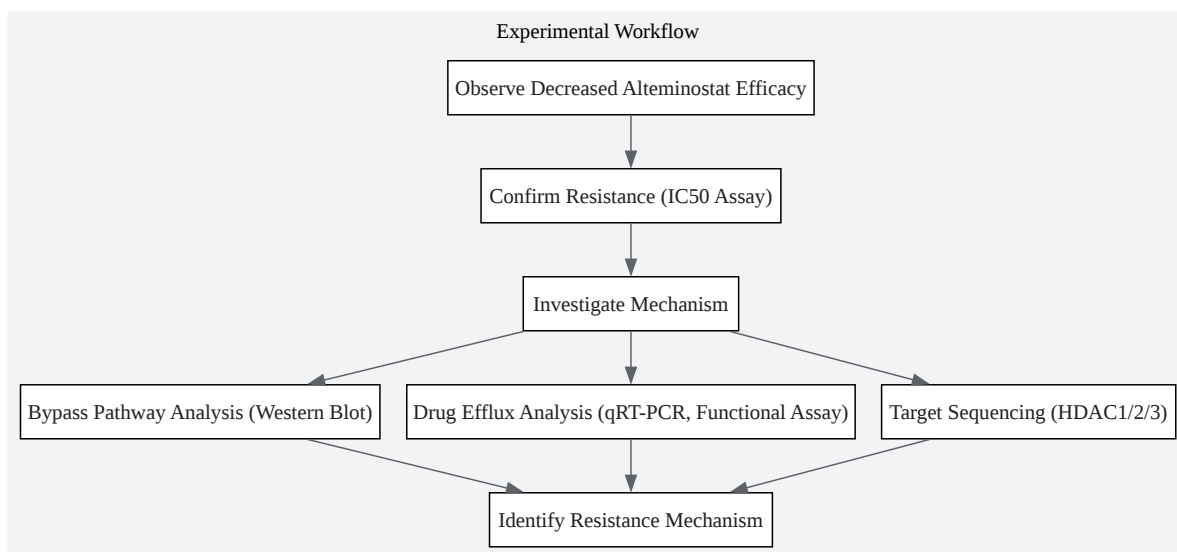 Experimental Workflow
Observe Decreased Alteminostat Efficacy
Confirm Resistance (IC50 Assay)
Investigate Mechanism
Bypass Pathway Analysis (Western Blot)
Drug Efflux Analysis (qRT-PCR, Functional Assay)
Target Sequencing (HDAC1/2/3)
Identify Resistance Mechanism